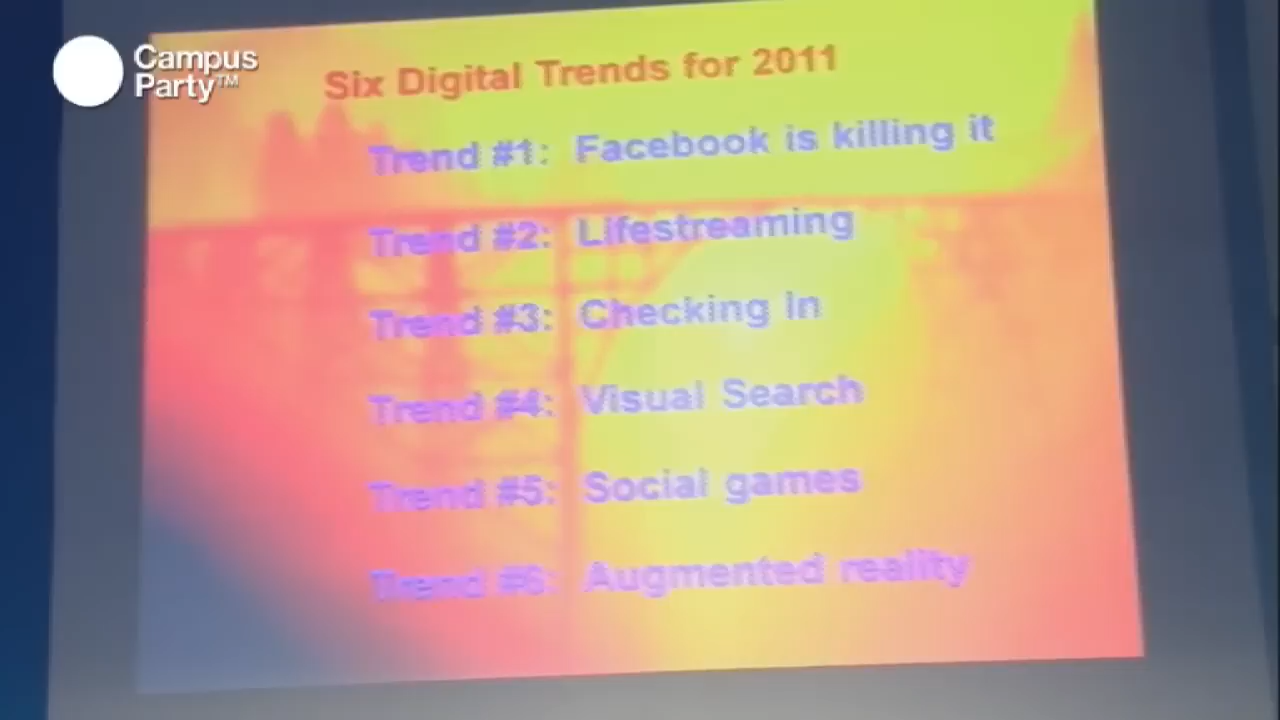 Campus
Party™
Six Digital Trends for 2011
Trend #1: Facebook is killing it
Trend #2: Lifestreaming
Trend #3: Checking in
Trend #4: Visual Search
Trend #5: Social games
Trend #6: Augmented reality